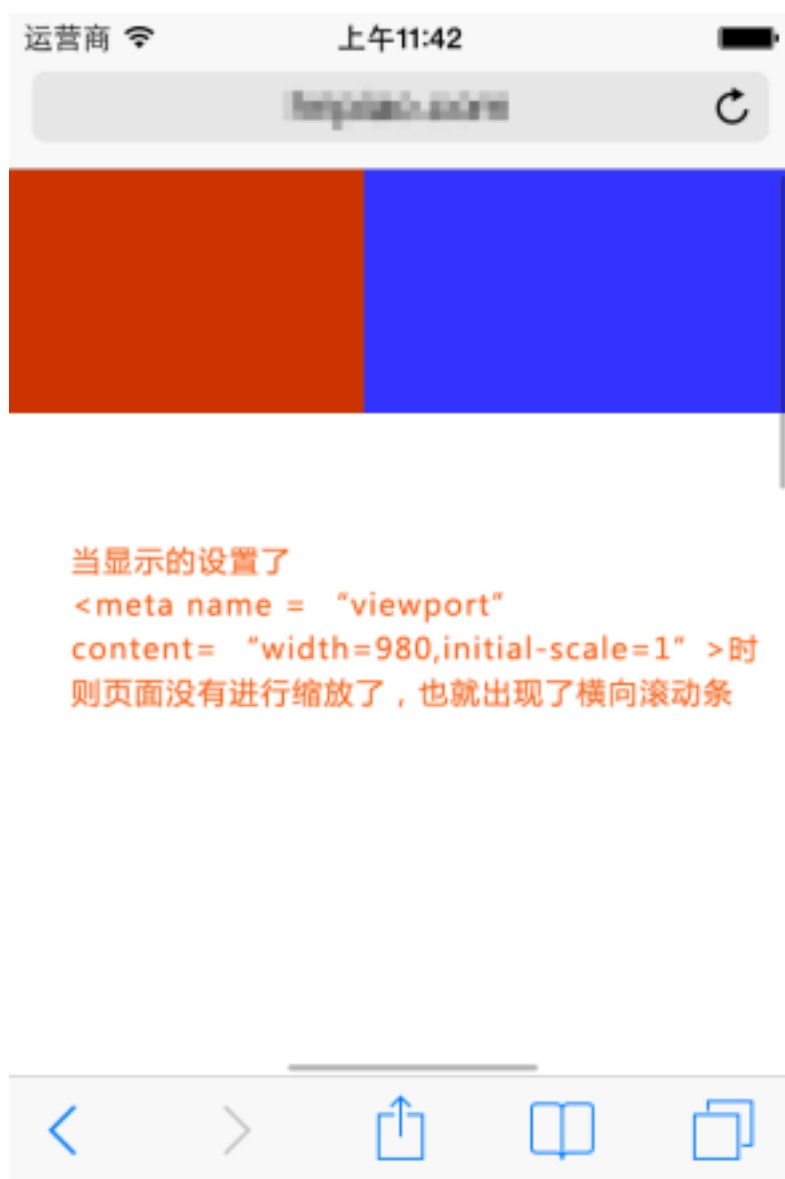 运营商
上午11:42
当显示的设置了
<meta name = “viewport”
content= “width=980,initial-scale=1” >时
则页面没有进行缩放了，也就出现了横向滚动条